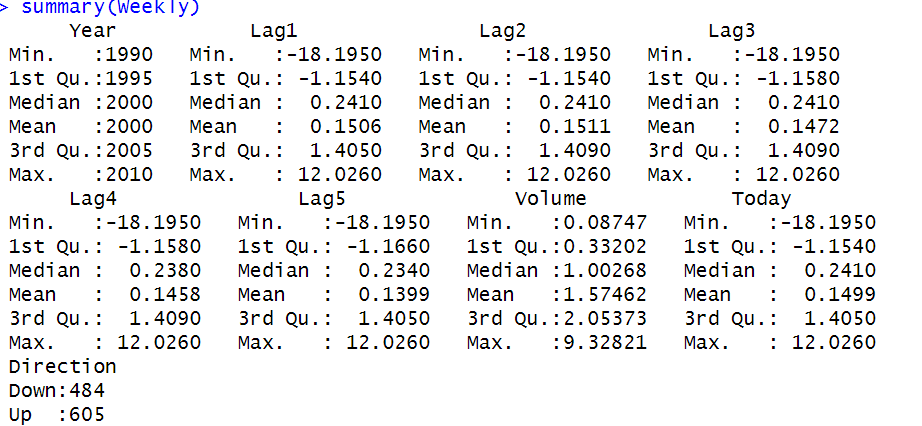 > summary(Weekly)
      Year           Lag1               Lag2               Lag3
 Min.   :1990   Min.   :-18.1950   Min.   :-18.1950   Min.   :-18.1950
 1st Qu.:1995   1st Qu.: -1.1540   1st Qu.: -1.1540   1st Qu.: -1.1580
 Median :2000   Median :  0.2410   Median :  0.2410   Median :  0.2410
 Mean   :2000   Mean   :  0.1506   Mean   :  0.1511   Mean   :  0.1472
 3rd Qu.:2005   3rd Qu.:  1.4050   3rd Qu.:  1.4090   3rd Qu.:  1.4090
 Max.   :2010   Max.   : 12.0260   Max.   : 12.0260   Max.   : 12.0260
      Lag4               Lag5              Volume            Today
 Min.   :-18.1950   Min.   :-18.1950   Min.   :0.08747   Min.   :-18.1950
 1st Qu.: -1.1580   1st Qu.: -1.1660   1st Qu.:0.33202   1st Qu.: -1.1540
 Median :  0.2380   Median :  0.2340   Median :1.00268   Median :  0.2410
 Mean   :  0.1458   Mean   :  0.1399   Mean   :1.57462   Mean   :  0.1499
 3rd Qu.:  1.4090   3rd Qu.:  1.4050   3rd Qu.:2.05373   3rd Qu.:  1.4050
 Max.   : 12.0260   Max.   : 12.0260   Max.   :9.32821   Max.   : 12.0260
 Direction
 Down:484
 Up  :605